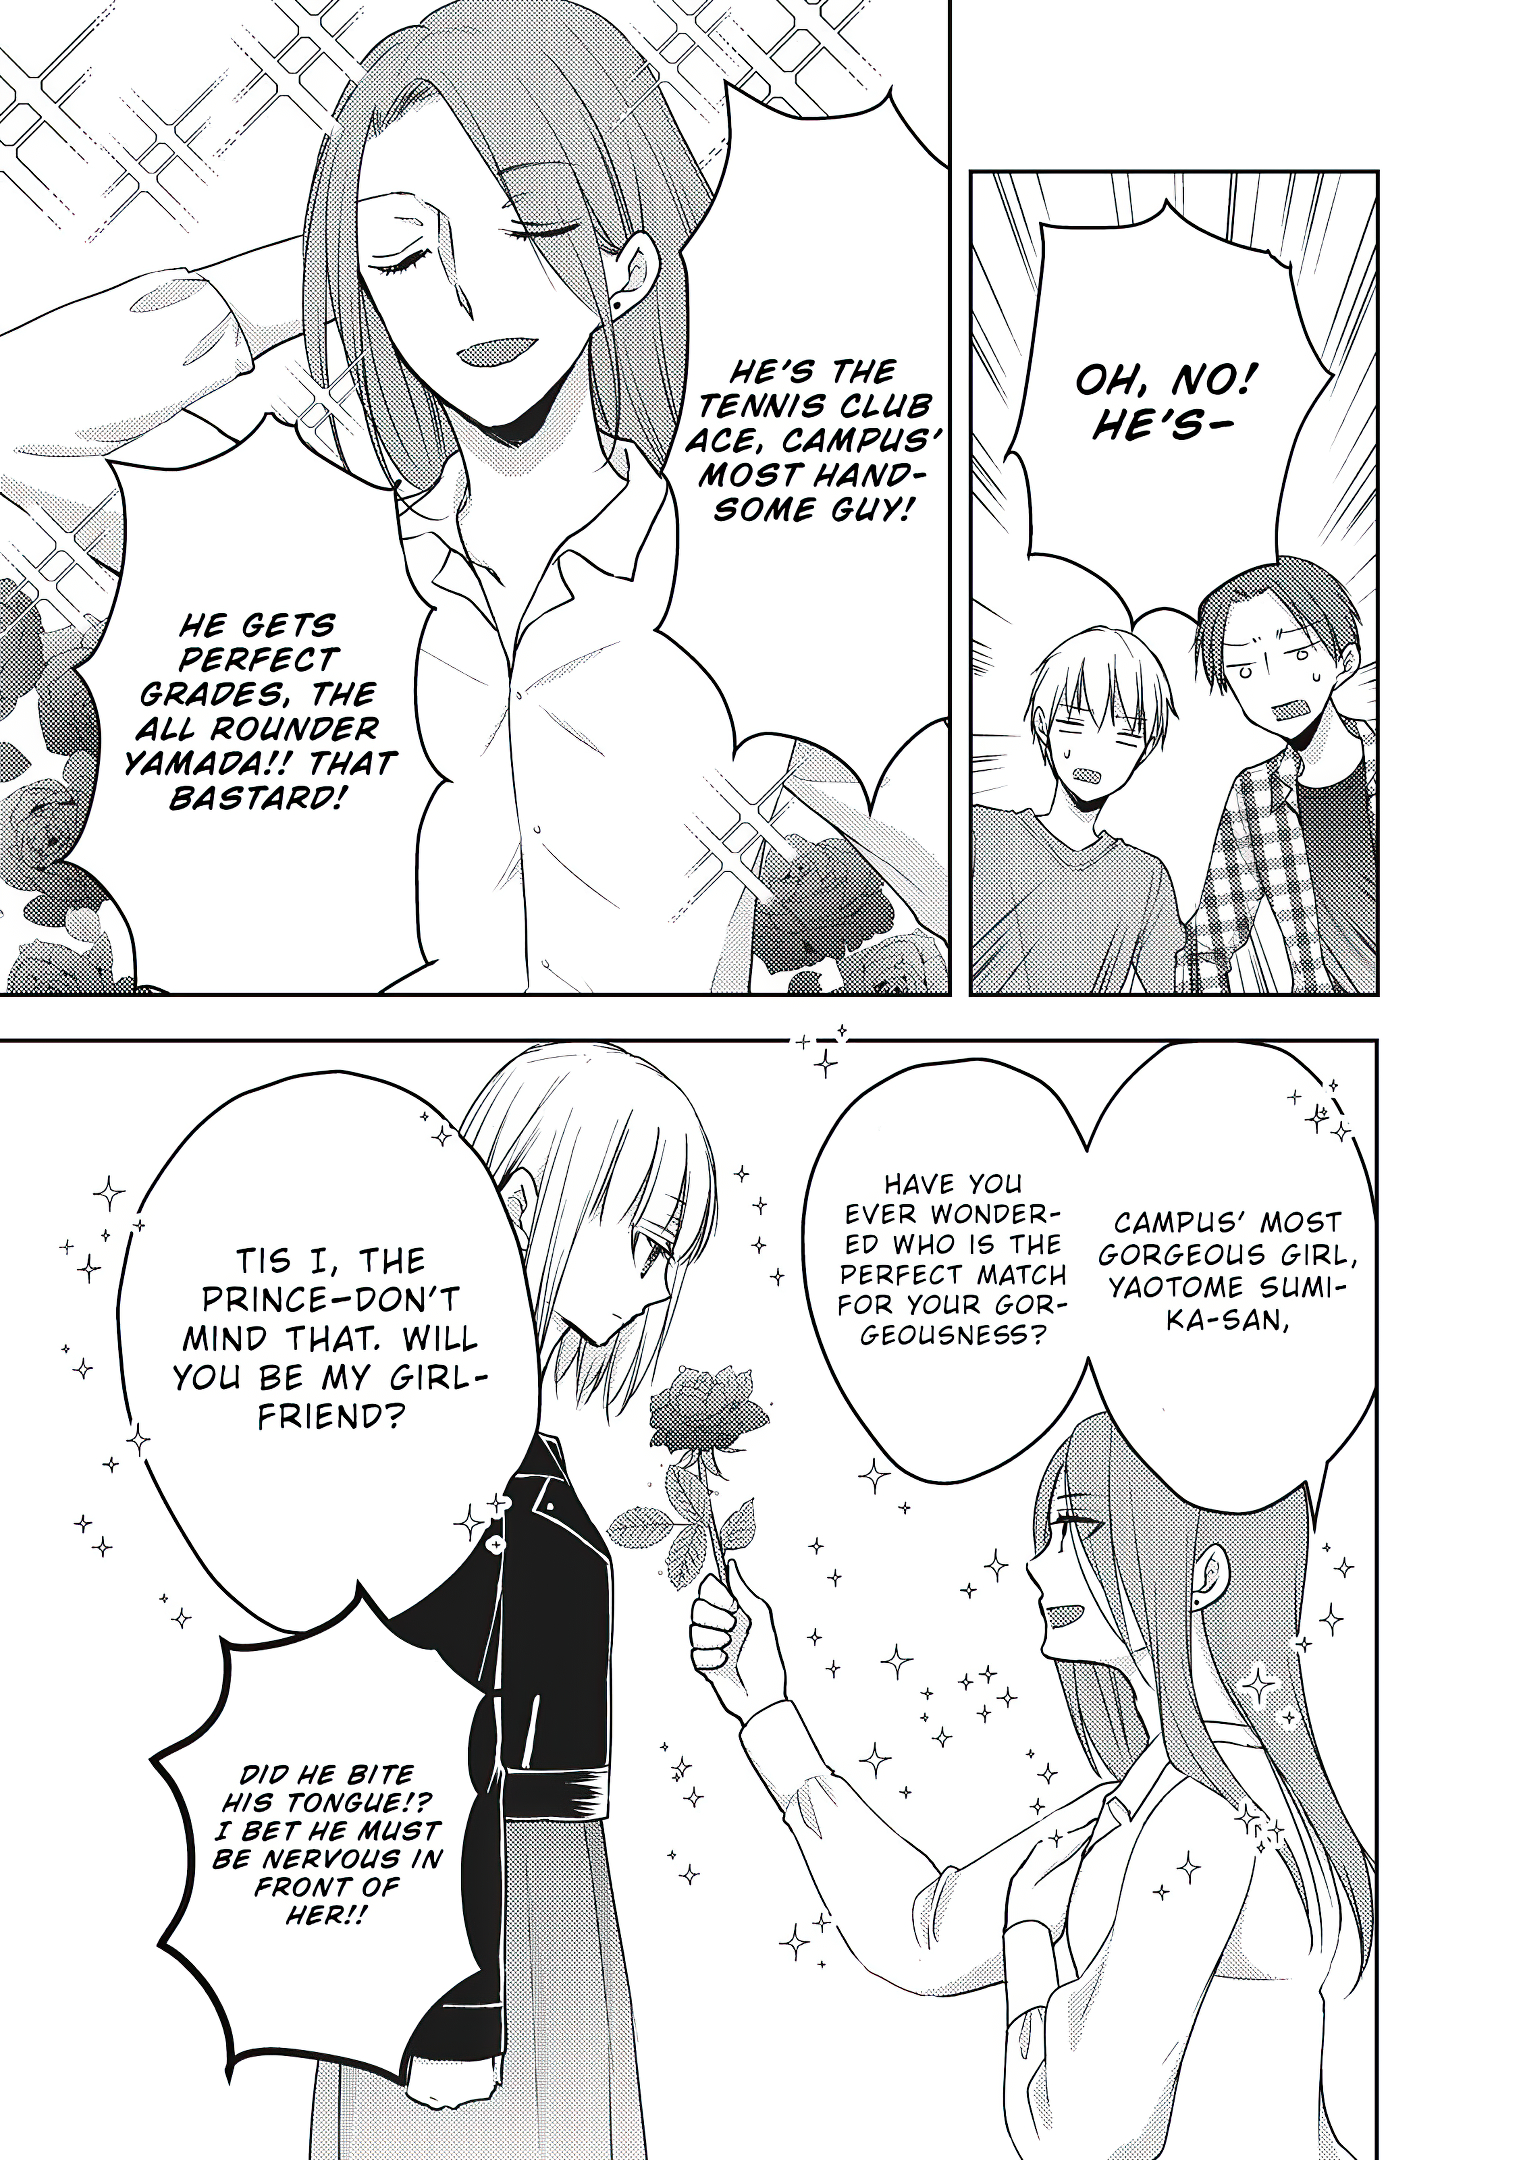 OH, NO!
HE'S-
HE'S THE
TENNIS CLUB
ACE, CAMPUS'
MOST HAND-
SOME GUY!
HE GETS
PERFECT
GRADES, THE
ALL ROUNDER
YAMADA!! THAT
BASTARD!
CAMPUS' MOST
GORGEOUS GIRL,
YAOTOME SUMI-
KA-SAN,
HAVE YOU
EVER WONDER-
ED WHO IS THE
PERFECT MATCH
FOR YOUR GOR-
GEOUSNESS?
TIS I, THE
PRINCE-DON'T
MIND THAT. WILL
YOU BE MY GIRL-
FRIEND?
DID HE BITE
HIS TONGUE!?
I BET HE MUST
BE NERVOUS IN
FRONT OF
HER!!